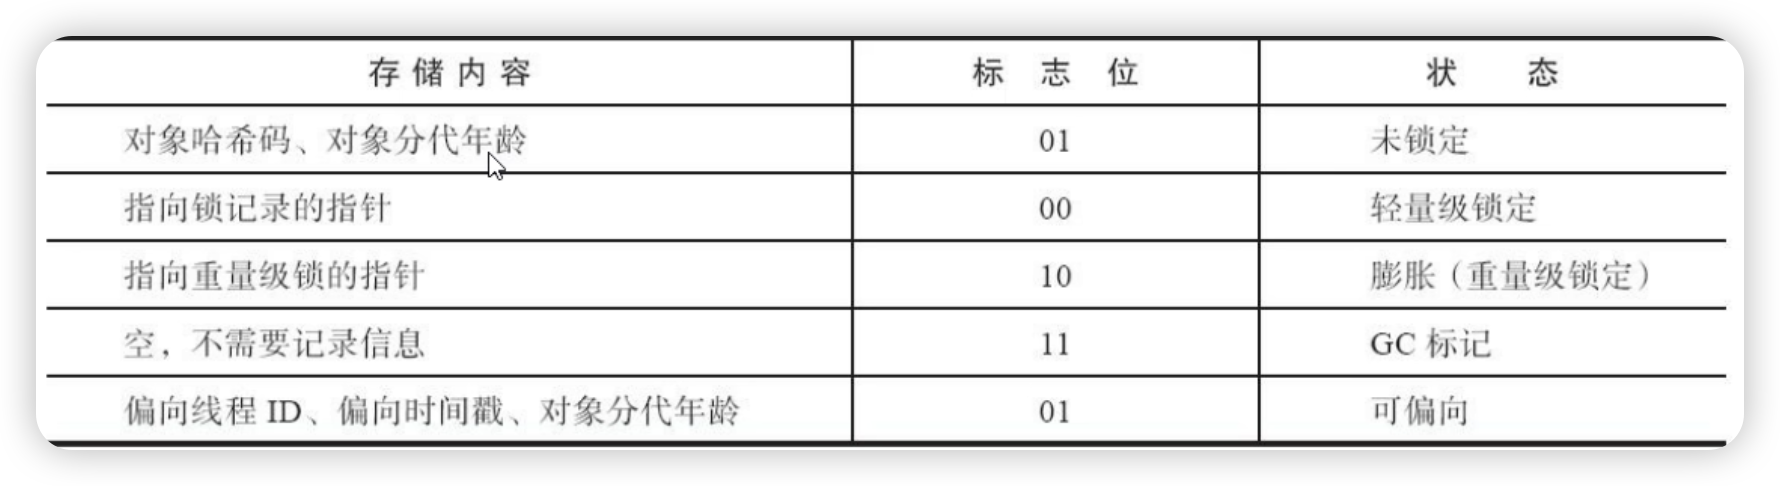 存储内容 标志位 状态
对象哈希码、对象分代年龄 01 未锁定
指向锁记录的指针 00 轻量级锁定
指向重量级锁的指针 10 膨胀（重量级锁定）
空，不需要记录信息 11 GC 标记
偏向线程 ID、偏向时间戳、对象分代年龄 01 可偏向